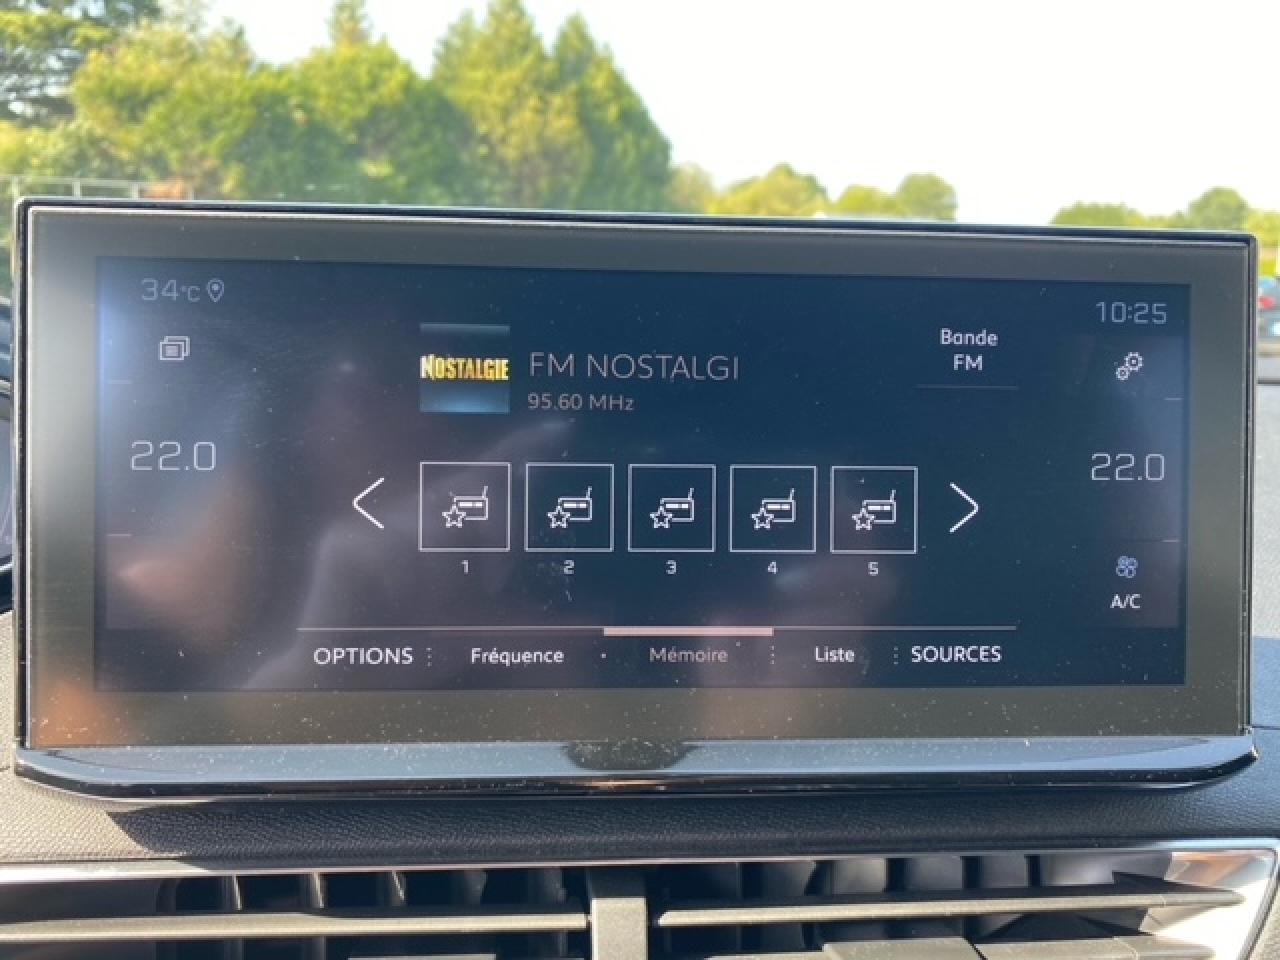 34°C
10:25
Bande
FM
NOSTALGIE
FM NOSTALGI
95.60 MHz
22.0
22.0
1 2 3 4 5
A/C
OPTIONS Fréquence Mémoire Liste SOURCES